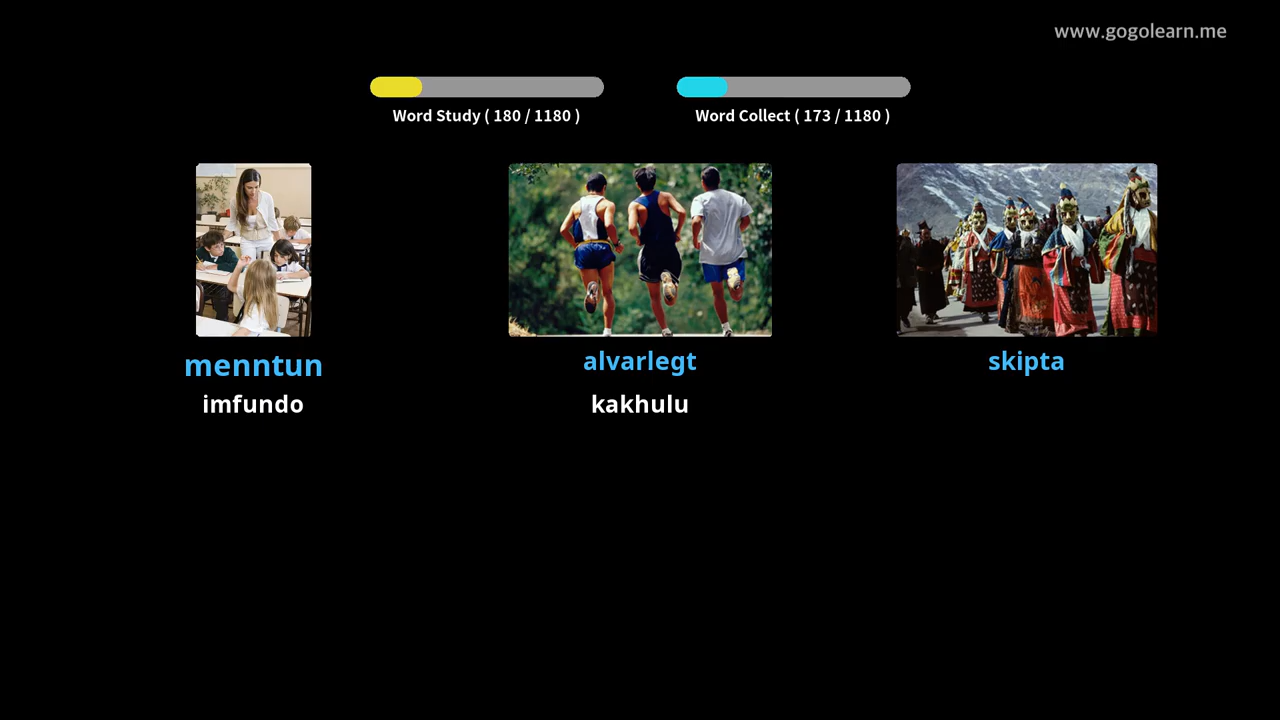 www.gogolearn.me
Word Study ( 180 / 1180 )
Word Collect ( 173 / 1180 )
menntun
alvarlegt
skipta
imfundo
kakhulu